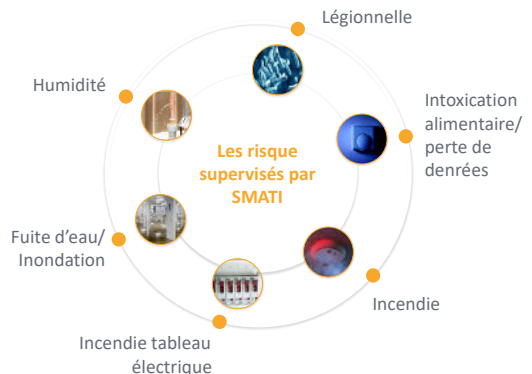 Légionnelle
Humidité
Intoxication
alimentaire/
perte de
denrées
Les risque
supervisés par
SMATI
Fuite d'eau/
Inondation
Incendie
Incendie tableau
électrique